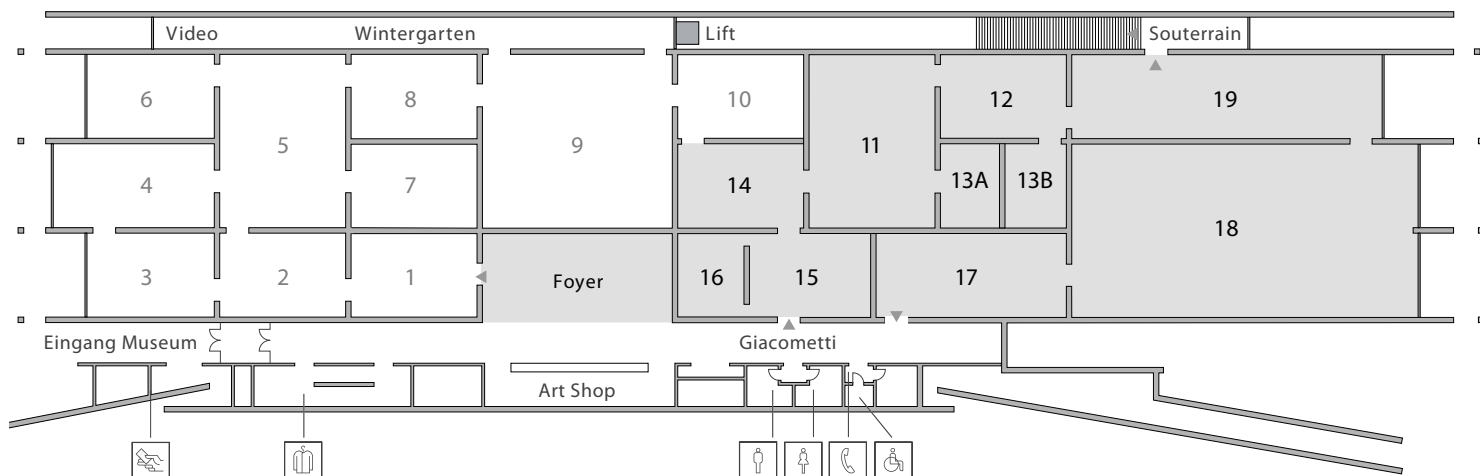 Video
Wintergarten
Lift
Souterrain
6
8
10
12
19
5
9
11
4
7
14
13A
13B
18
3
2
1
Foyer
16
15
17
Eingang Museum
Giacometti
Art Shop